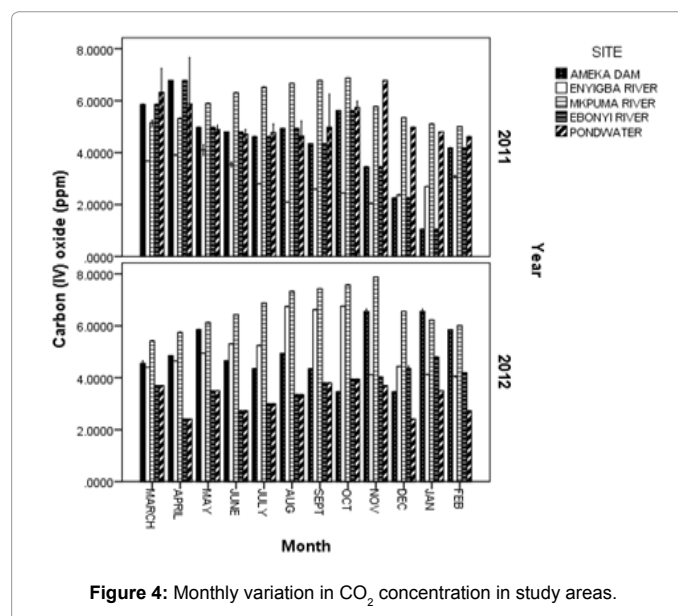 SITE
AMEKA DAM
ENYIGBA RIVER
MKPUMA RIVER
EBONYI RIVER
PONDWATER
Carbon (IV) oxide (ppm)
8.0000
6.0000
4.0000
2.0000
.0000
2011
8.0000
6.0000
4.0000
2.0000
.0000
2012
Year
MARCH
APRIL
MAY
JUNE
JULY
AUG
SEPT
OCT
NOV
DEC
JAN
FEB
Month
Figure 4: Monthly variation in CO2 concentration in study areas.